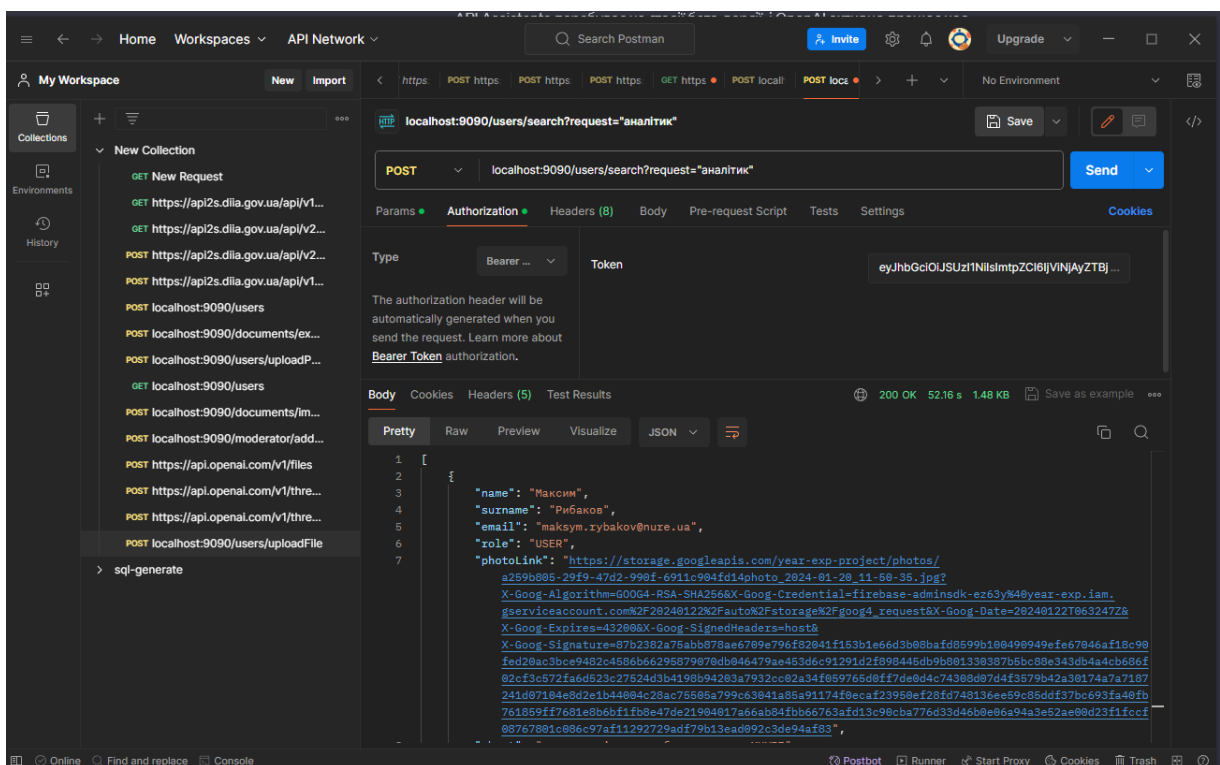 Home Workspaces API Network Search Postman Invite Upgrade
My Workspace New Import https: POST https: POST https: POST https: GET https POST locall POST loca No Environment
Collections
Environments
History
New Collection
GET New Request
GET https://api2s.diia.gov.ua/api/v1...
GET https://api2s.diia.gov.ua/api/v2...
POST https://api2s.diia.gov.ua/api/v2...
POST https://api2s.diia.gov.ua/api/v1...
POST localhost:9090/users
POST localhost:9090/documents/ex...
POST localhost:9090/users/uploadP...
GET localhost:9090/users
POST localhost:9090/documents/im...
POST localhost:9090/moderator/add...
POST https://api.openai.com/v1/files
POST https://api.openai.com/v1/thre...
POST https://api.openai.com/v1/thre...
POST localhost:9090/users/uploadFile
sql-generate
HTTP localhost:9090/users/search?request="аналітик" Save
POST localhost:9090/users/search?request="аналітик" Send
Params Authorization Headers (8) Body Pre-request Script Tests Settings Cookies
Type Bearer ... Token eyJhbGciOiJSUzI1NiIsImtpZCI6IjViNjAyZTBj ...
The authorization header will be
automatically generated when you
send the request. Learn more about
Bearer Token authorization.
Body Cookies Headers (5) Test Results 200 OK 52.16 s 1.48 KB Save as example
Pretty Raw Preview Visualize JSON
1 [
2 {
3 "name": "Максим",
4 "surname": "Рибаков",
5 "email": "maksym.rybakov@nure.ua",
6 "role": "USER",
7 "photoLink": "https://storage.googleapis.com/year-exp-project/photos/
a259b805-29f9-47d2-990f-6911c904fd14photo_2024-01-20_11-50-35.jpg?
X-Goog-Algorithm=GOOG4-RSA-SHA256&X-Goog-Credential=firebase-adminsdk-ez63y%40year-exp.iam.
gserviceaccount.com%2F20240122%2Fauto%2Fstorage%2Fgoog4_request&X-Goog-Date=20240122T063247Z&
X-Goog-Expires=43200&X-Goog-SignedHeaders=host&
X-Goog-Signature=87b2382a75abb878ae6709e796f82041f153b1e66d3b08bafd8599b100490949efe67046af18c90
fed20ac3bce9482c4586b66295879070db046479ae453d6c91291d2f898445db9b801330387b5bc88e343db4a4cb686f
02cf3c572fa6d523c27524d3b4198b94203a7932cc02a34f059765d0ff7de0d4c74308d07d4f3579b42a30174a7a7187
241d07104e8d2e1b44004c28ac75505a799c63041a85a91174f0ecaf23950ef28fd748136ee59c85ddf37bc693fa40fb
761859ff7681e8b6bf1fb8e47de21904017a66ab84fbb66763afd13c90cba776d33d46b0e06a94a3e52ae00d23f1fccf
08767801c086c97af11292729adf79b13ead092c3de94af83",
Online Find and replace Console Postbot Runner Start Proxy Cookies Trash